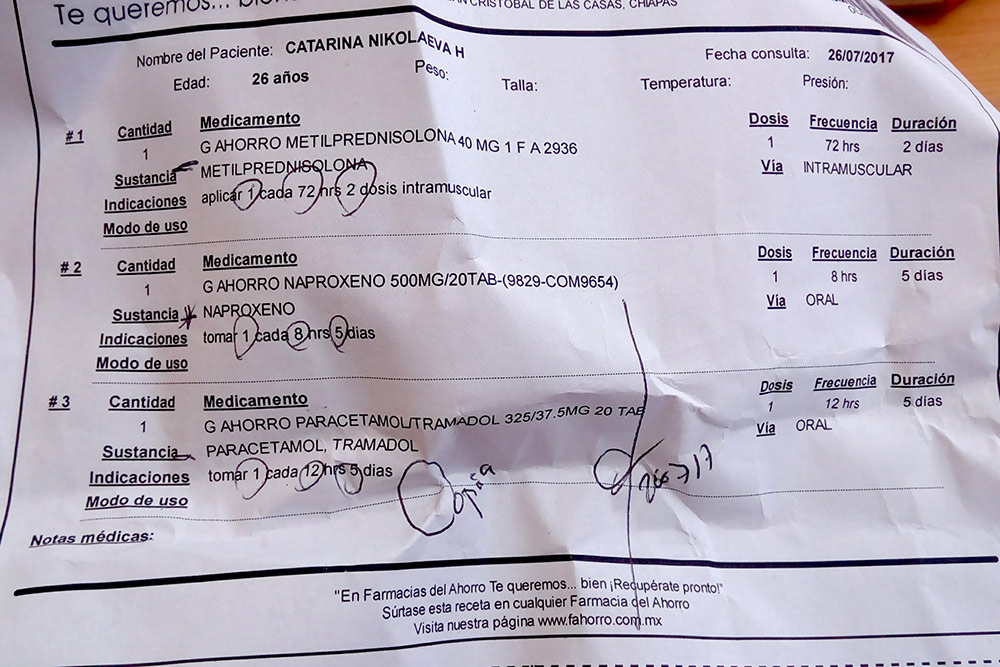 Te queremos... bien
CRISTOBAL DE LAS CASAS, CHIAPAS
Nombre del Paciente: CATARINA NIKOLAEVA H
Fecha consulta: 26/07/2017
Edad: 26 años Peso: Talla: Temperatura: Presión:
# 1 Cantidad Medicamento Dosis Frecuencia Duración
1 G AHORRO METILPREDNISOLONA 40 MG 1 F A 2936 1 72 hrs 2 días
Sustancia METILPREDNISOLONA Vía INTRAMUSCULAR
Indicaciones aplicar 1 cada 72 hrs 2 dosis intramuscular
Modo de uso
# 2 Cantidad Medicamento Dosis Frecuencia Duración
1 G AHORRO NAPROXENO 500MG/20TAB-(9829-COM9654) 1 8 hrs 5 días
Sustancia NAPROXENO Vía ORAL
Indicaciones tomar 1 cada 8 hrs 5 dias
Modo de uso
# 3 Cantidad Medicamento Dosis Frecuencia Duración
1 G AHORRO PARACETAMOL/TRAMADOL 325/37.5MG 20 TAB 1 12 hrs 5 días
Sustancia PARACETAMOL, TRAMADOL Vía ORAL
Indicaciones tomar 1 cada 12 hrs 5 dias
Modo de uso
Notas médicas:
"En Farmacias del Ahorro Te queremos... bien ¡Recupérate pronto!"
Súrtase esta receta en cualquier Farmacia del Ahorro
Visita nuestra página www.fahorro.com.mx